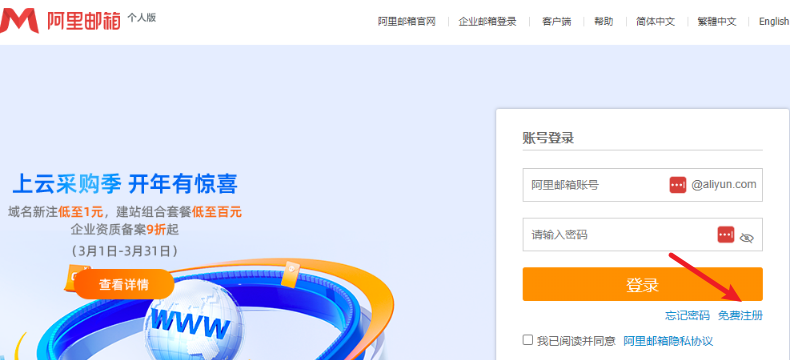 阿里邮箱 个人版
阿里邮箱官网 企业邮箱登录 客户端 帮助 简体中文 繁體中文 English
账号登录
阿里邮箱账号 @aliyun.com
请输入密码
登录
忘记密码 免费注册
我已阅读并同意 阿里邮箱隐私协议
上云采购季 开年有惊喜
域名新注低至1元，建站组合套餐低至百元
企业资质备案9折起
（3月1日-3月31日）
查看详情
WWW